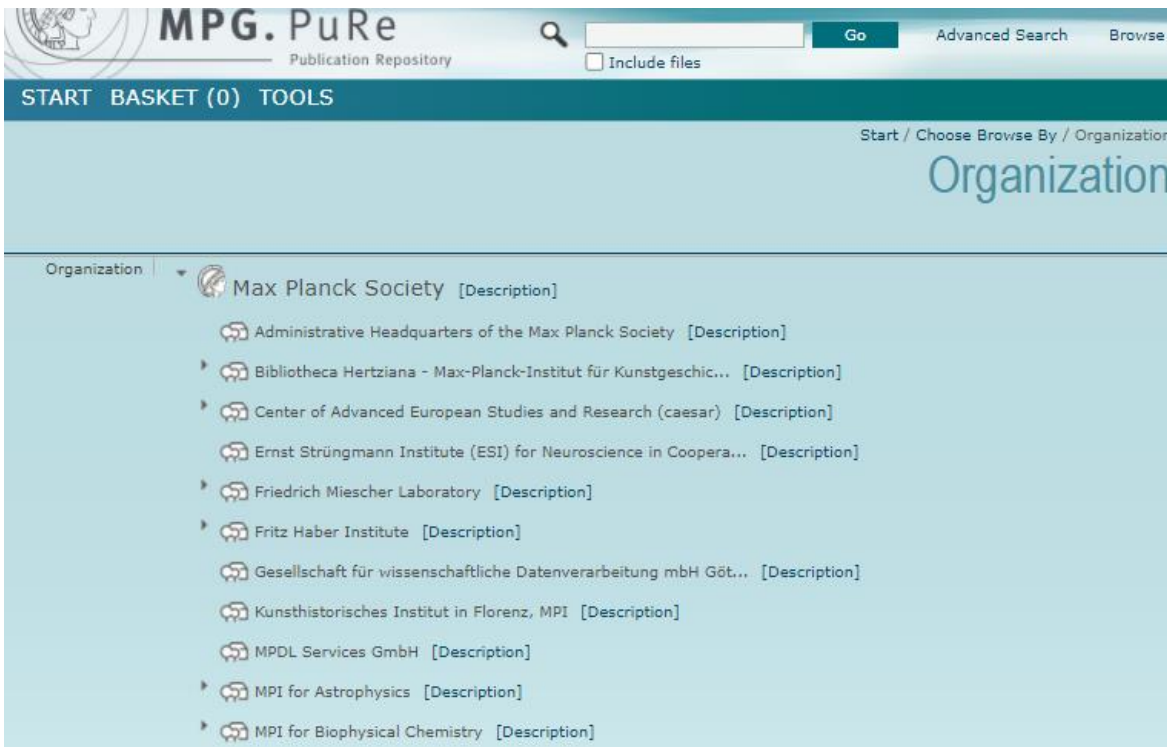 MPG. PuRe
Publication Repository
Go
Advanced Search
Browse
Include files
START BASKET (0) TOOLS
Start / Choose Browse By / Organization
Organization
Organization
Max Planck Society [Description]
Administrative Headquarters of the Max Planck Society [Description]
Bibliotheca Hertziana - Max-Planck-Institut für Kunstgeschic... [Description]
Center of Advanced European Studies and Research (caesar) [Description]
Ernst Strüngmann Institute (ESI) for Neuroscience in Coopera... [Description]
Friedrich Miescher Laboratory [Description]
Fritz Haber Institute [Description]
Gesellschaft für wissenschaftliche Datenverarbeitung mbH Göt... [Description]
Kunsthistorisches Institut in Florenz, MPI [Description]
MPDL Services GmbH [Description]
MPI for Astrophysics [Description]
MPI for Biophysical Chemistry [Description]